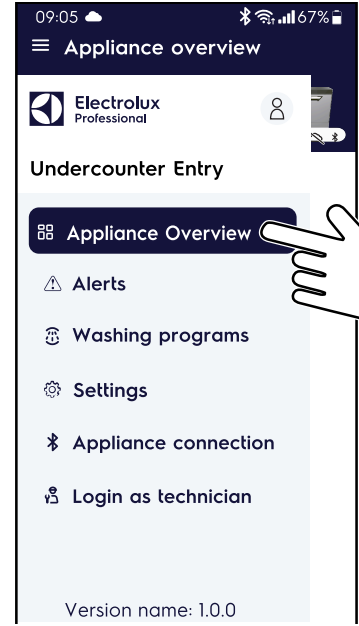 09:05 67%
Appliance overview
Electrolux
Professional
Undercounter Entry
Appliance Overview
Alerts
Washing programs
Settings
Appliance connection
Login as technician
Version name: 1.0.0